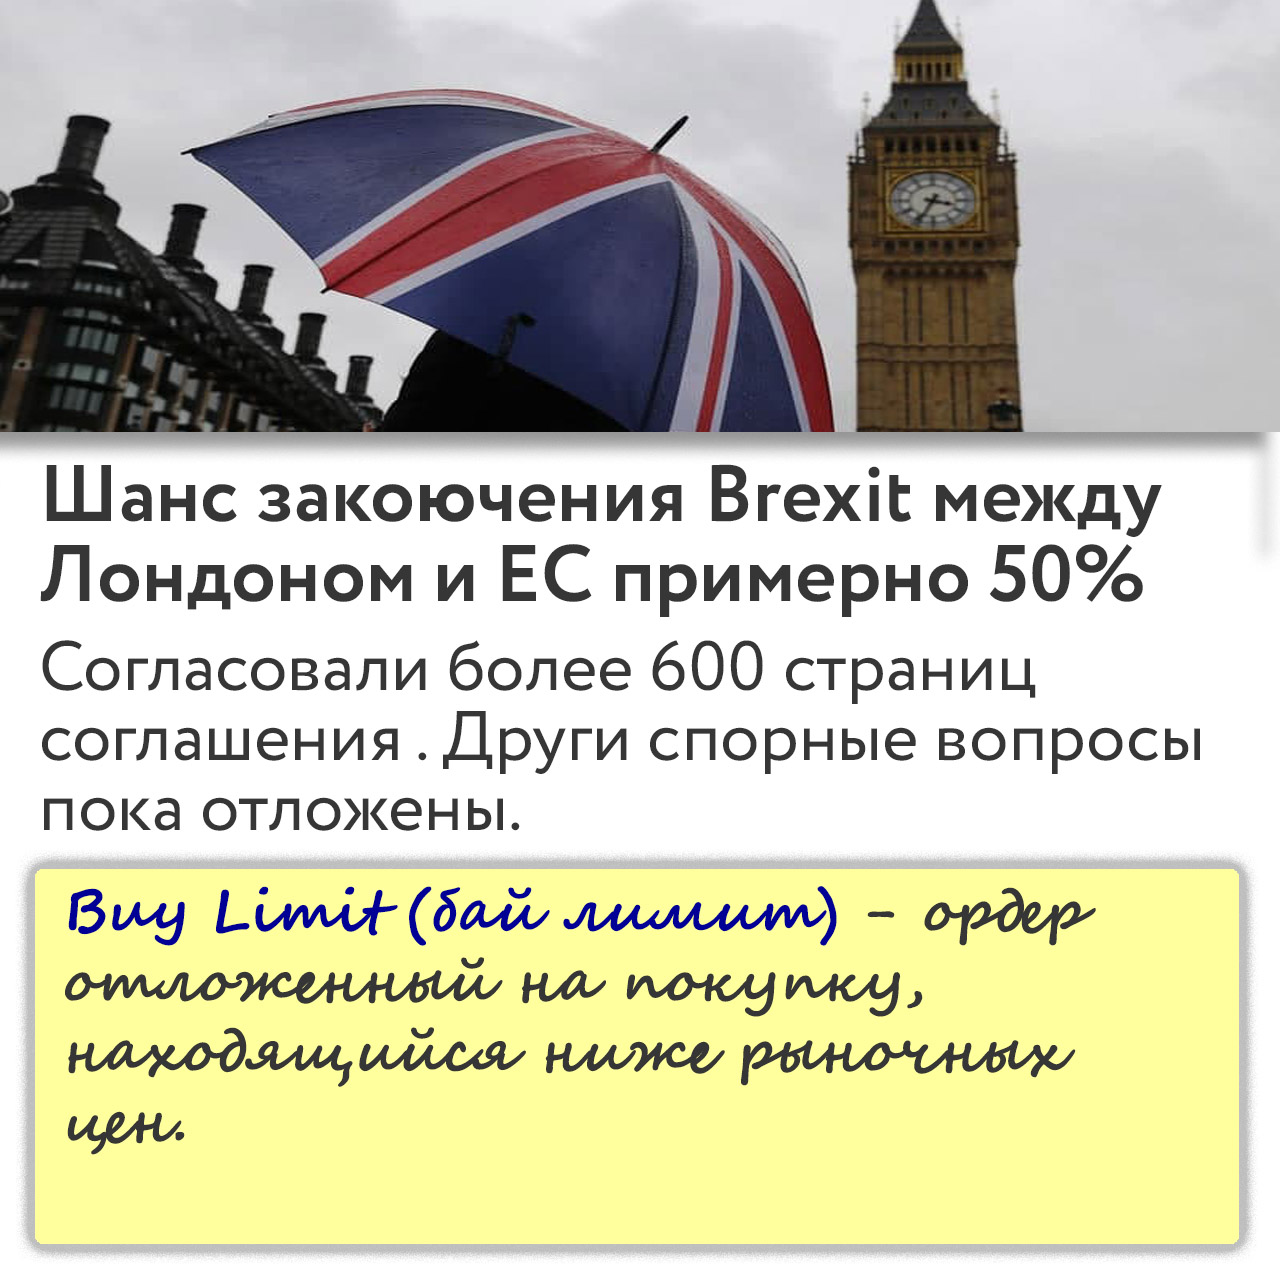 Шанс закоючения Brexit между
Лондоном и ЕС примерно 50%
Согласовали более 600 страниц
соглашения . Други спорные вопросы
пока отложены.
Buy Limit (бай лимит) – ордер
отложенный на покупку,
находящийся ниже рыночных
цен.